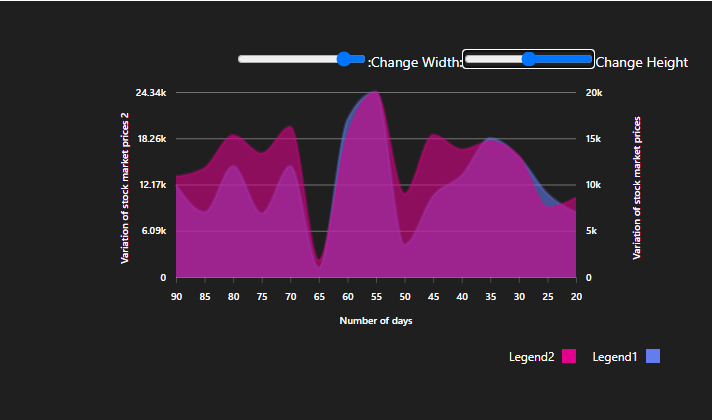 :Change Width: Change Height
Variation of stock market prices 2
24.34k
18.26k
12.17k
6.09k
0
20k
15k
10k
5k
0
Variation of stock market prices
90 85 80 75 70 65 60 55 50 45 40 35 30 25 20
Number of days
Legend2 Legend1